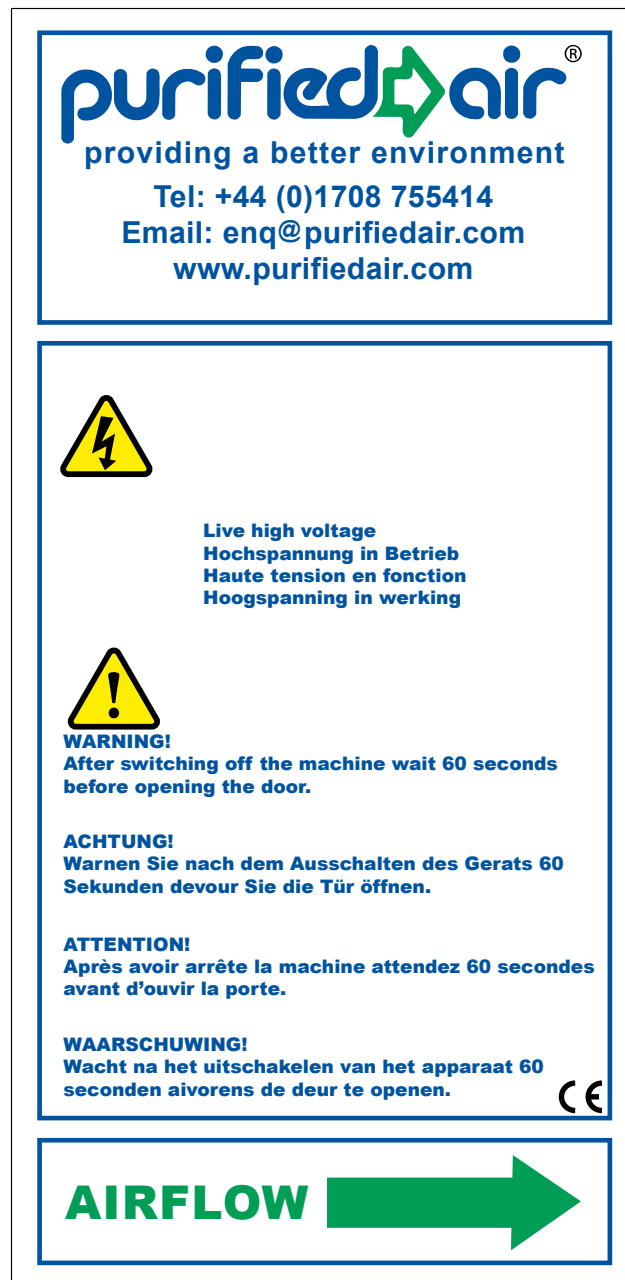 purified air®
providing a better environment
Tel: +44 (0)1708 755414
Email: enq@purifiedair.com
www.purifiedair.com
Live high voltage
Hochspannung in Betrieb
Haute tension en fonction
Hoogspanning in werking
WARNING!
After switching off the machine wait 60 seconds
before opening the door.
ACHTUNG!
Warnen Sie nach dem Ausschalten des Gerats 60
Sekunden devour Sie die Tür öffnen.
ATTENTION!
Après avoir arrête la machine attendez 60 secondes
avant d’ouvir la porte.
WAARSCHUWING!
Wacht na het uitschakelen van het apparaat 60
seconden aivorens de deur te openen.
CE
AIRFLOW